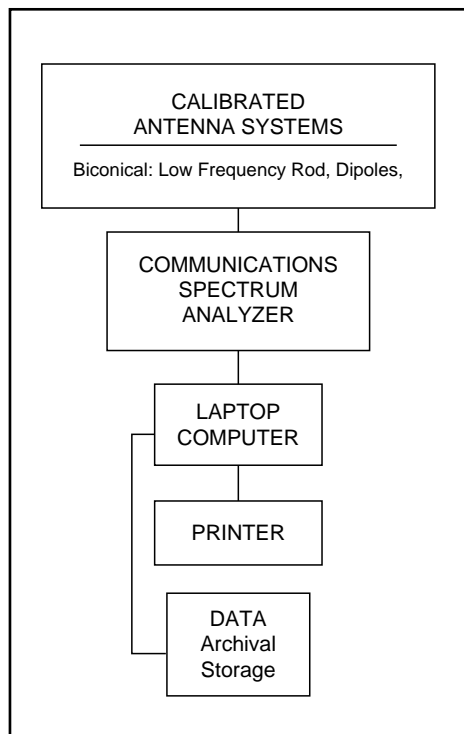 CALIBRATED
ANTENNA SYSTEMS
Biconical: Low Frequency Rod, Dipoles,
COMMUNICATIONS
SPECTRUM
ANALYZER
LAPTOP
COMPUTER
PRINTER
DATA
Archival
Storage